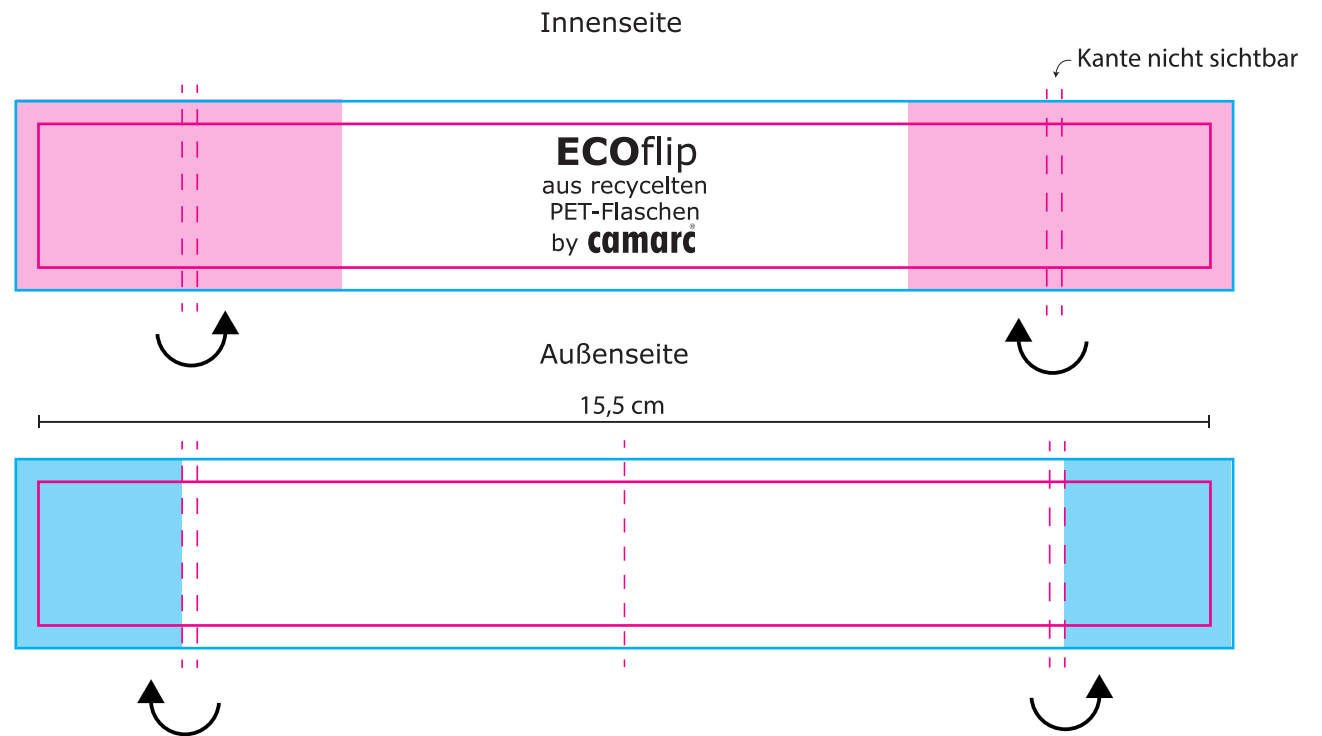 Innenseite
Kante nicht sichtbar
ECOflip
aus recycelten
PET-Flaschen
by camarc®
Außenseite
15,5 cm